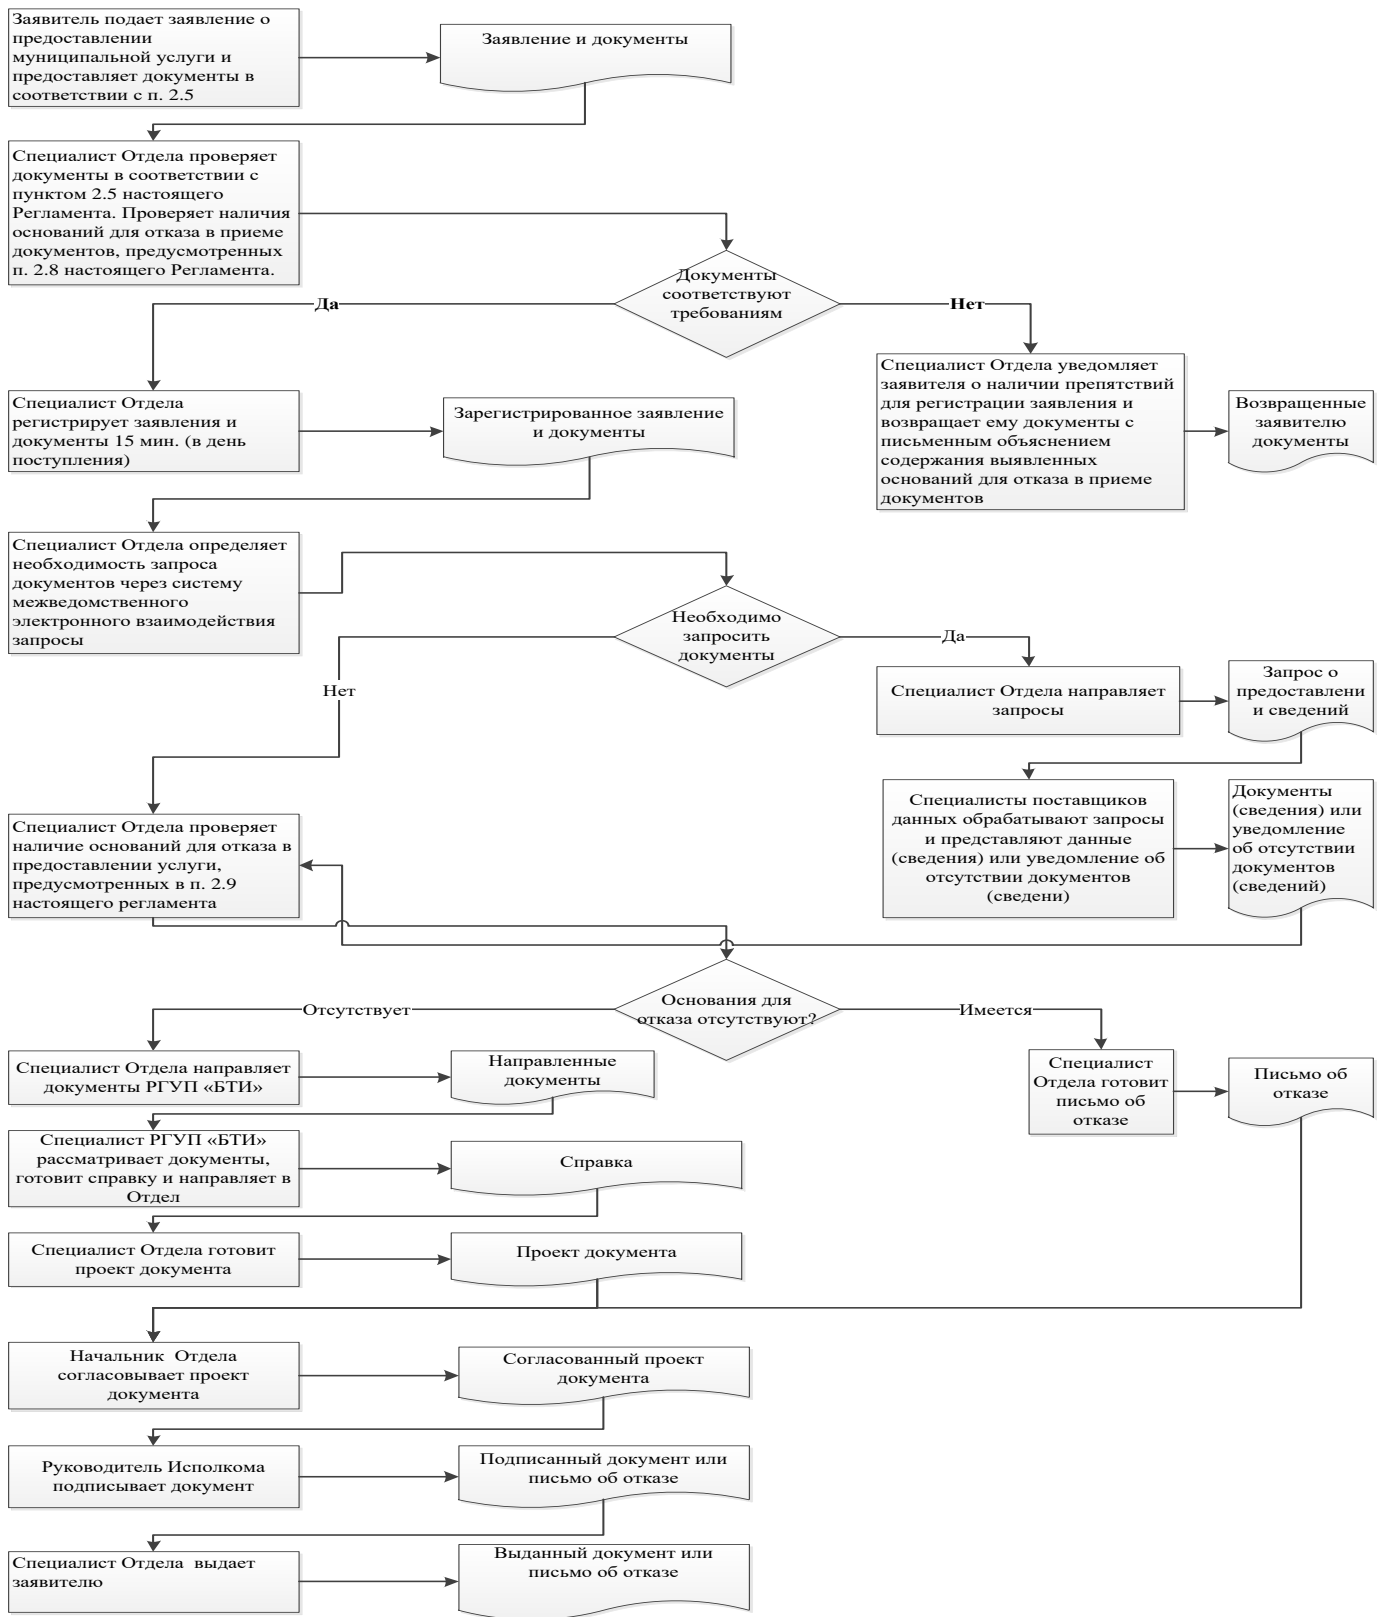 Заявитель подает заявление о
предоставлении
муниципальной услуги и
предоставляет документы в
соответствии с п. 2.5
Заявление и документы
Специалист Отдела проверяет
документы в соответствии с
пунктом 2.5 настоящего
Регламента. Проверяет наличия
оснований для отказа в приеме
документов, предусмотренных
п. 2.8 настоящего Регламента.
Документы
соответствуют
требованиям
Да
Нет
Специалист Отдела
регистрирует заявления и
документы 15 мин. (в день
поступления)
Зарегистрированное заявление
и документы
Специалист Отдела уведомляет
заявителя о наличии препятствий
для регистрации заявления и
возвращает ему документы с
письменным объяснением
содержания выявленных
оснований для отказа в приеме
документов
Возвращенные
заявителю
документы
Специалист Отдела определяет
необходимость запроса
документов через систему
межведомственного
электронного взаимодействия
запросы
Необходимо
запросить
документы
Да
Нет
Специалист Отдела направляет
запросы
Запрос о
предоставлени
и сведений
Специалисты поставщиков
данных обрабатывают запросы
и представляют данные
(сведения) или уведомление об
отсутствии документов
(сведени)
Документы
(сведения) или
уведомление
об отсутствии
документов
(сведений)
Специалист Отдела проверяет
наличие оснований для отказа в
предоставлении услуги,
предусмотренных в п. 2.9
настоящего регламента
Основания для
отказа отсутствуют?
Отсутствует
Имеется
Специалист Отдела направляет
документы РГУП «БТИ»
Направленные
документы
Специалист
Отдела готовит
письмо об
отказе
Письмо об
отказе
Специалист РГУП «БТИ»
рассматривает документы,
готовит справку и направляет в
Отдел
Справка
Специалист Отдела готовит
проект документа
Проект документа
Начальник  Отдела
согласовывает проект
документа
Согласованный проект
документа
Руководитель Исполкома
подписывает документ
Подписанный документ или
письмо об отказе
Специалист Отдела  выдает
заявителю
Выданный документ или
письмо об отказе